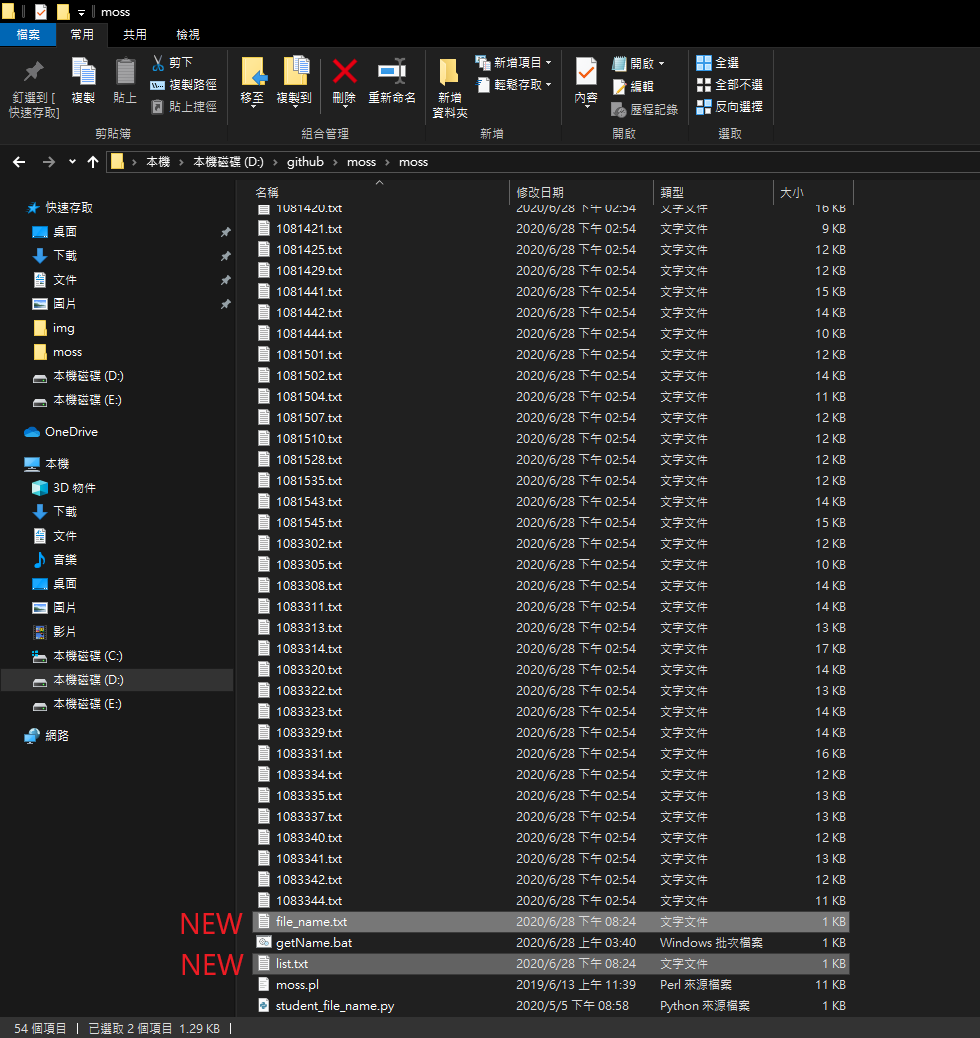 moss
檔案 常用 共用 檢視
釘選到 [快速存取] 複製 貼上 剪下 複製路徑 貼上捷徑 移至 複製到 刪除 重新命名 新增資料夾 新增項目 輕鬆存取 內容 開啟 編輯 歷程記錄 全選 全部不選 反向選擇
剪貼簿 組合管理 新增 開啟 選取
本機 › 本機磁碟 (D:) › github › moss › moss
快速存取
桌面
下載
文件
圖片
img
moss
本機磁碟 (D:)
本機磁碟 (E:)
OneDrive
本機
3D 物件
下載
文件
音樂
桌面
圖片
影片
本機磁碟 (C:)
本機磁碟 (D:)
本機磁碟 (E:)
網路
名稱 修改日期 類型 大小
1081420.txt 2020/6/28 下午 02:54 文字文件 16 KB
1081421.txt 2020/6/28 下午 02:54 文字文件 9 KB
1081425.txt 2020/6/28 下午 02:54 文字文件 12 KB
1081429.txt 2020/6/28 下午 02:54 文字文件 12 KB
1081441.txt 2020/6/28 下午 02:54 文字文件 15 KB
1081442.txt 2020/6/28 下午 02:54 文字文件 14 KB
1081444.txt 2020/6/28 下午 02:54 文字文件 10 KB
1081501.txt 2020/6/28 下午 02:54 文字文件 12 KB
1081502.txt 2020/6/28 下午 02:54 文字文件 14 KB
1081504.txt 2020/6/28 下午 02:54 文字文件 11 KB
1081507.txt 2020/6/28 下午 02:54 文字文件 12 KB
1081510.txt 2020/6/28 下午 02:54 文字文件 12 KB
1081528.txt 2020/6/28 下午 02:54 文字文件 12 KB
1081535.txt 2020/6/28 下午 02:54 文字文件 12 KB
1081543.txt 2020/6/28 下午 02:54 文字文件 14 KB
1081545.txt 2020/6/28 下午 02:54 文字文件 15 KB
1083302.txt 2020/6/28 下午 02:54 文字文件 12 KB
1083305.txt 2020/6/28 下午 02:54 文字文件 10 KB
1083308.txt 2020/6/28 下午 02:54 文字文件 14 KB
1083311.txt 2020/6/28 下午 02:54 文字文件 14 KB
1083313.txt 2020/6/28 下午 02:54 文字文件 13 KB
1083314.txt 2020/6/28 下午 02:54 文字文件 17 KB
1083320.txt 2020/6/28 下午 02:54 文字文件 14 KB
1083322.txt 2020/6/28 下午 02:54 文字文件 13 KB
1083323.txt 2020/6/28 下午 02:54 文字文件 14 KB
1083329.txt 2020/6/28 下午 02:54 文字文件 14 KB
1083331.txt 2020/6/28 下午 02:54 文字文件 16 KB
1083334.txt 2020/6/28 下午 02:54 文字文件 12 KB
1083335.txt 2020/6/28 下午 02:54 文字文件 13 KB
1083337.txt 2020/6/28 下午 02:54 文字文件 13 KB
1083340.txt 2020/6/28 下午 02:54 文字文件 12 KB
1083341.txt 2020/6/28 下午 02:54 文字文件 13 KB
1083342.txt 2020/6/28 下午 02:54 文字文件 12 KB
1083344.txt 2020/6/28 下午 02:54 文字文件 11 KB
NEW file_name.txt 2020/6/28 下午 08:24 文字文件 1 KB
getName.bat 2020/6/28 上午 03:40 Windows 批次檔案 1 KB
NEW list.txt 2020/6/28 下午 08:24 文字文件 1 KB
moss.pl 2019/6/13 上午 11:39 Perl 來源檔案 11 KB
student_file_name.py 2020/5/5 下午 08:58 Python 來源檔案 1 KB
54 個項目 | 已選取 2 個項目 1.29 KB |